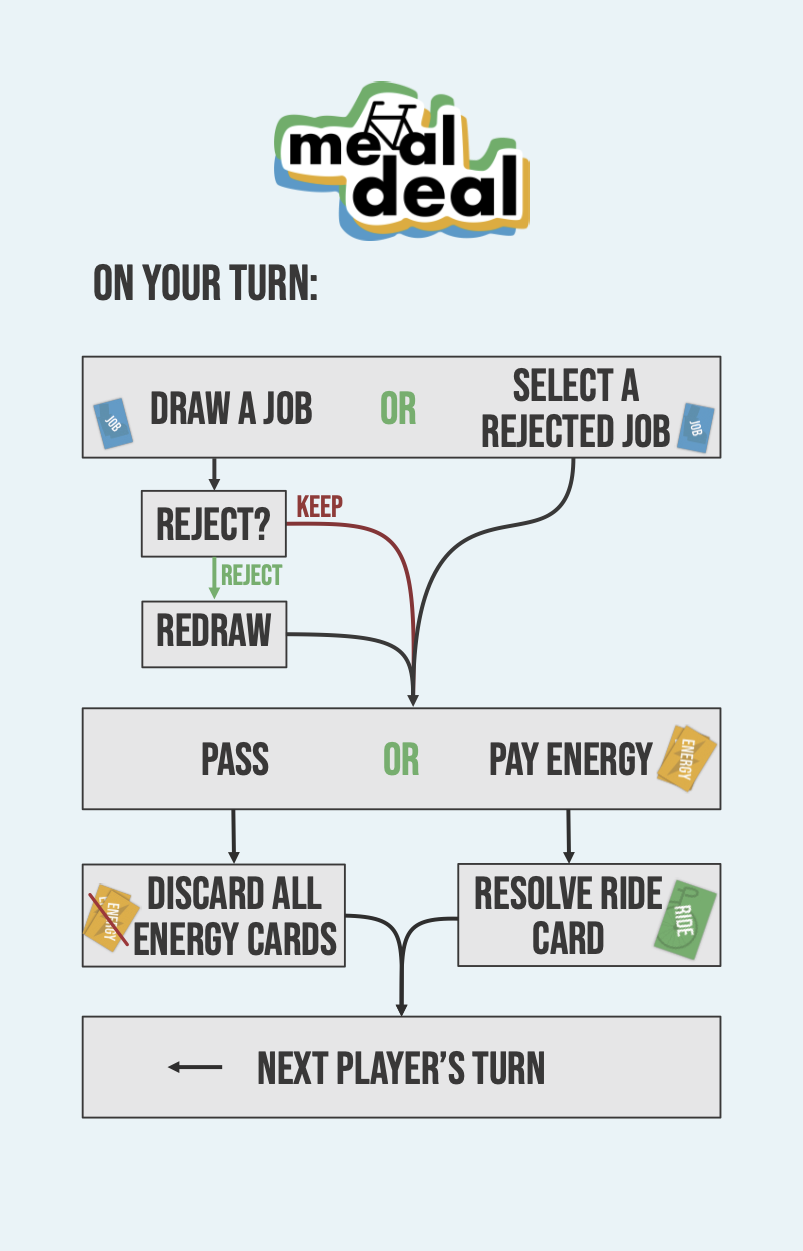 meal
deal
ON YOUR TURN:
DRAW A JOB
OR
SELECT A
REJECTED JOB
JOB
JOB
REJECT?
KEEP
REJECT
REDRAW
PASS
OR
PAY ENERGY
ENERGY
DISCARD ALL
ENERGY CARDS
ENERGY
RESOLVE RIDE
CARD
RIDE
NEXT PLAYER'S TURN